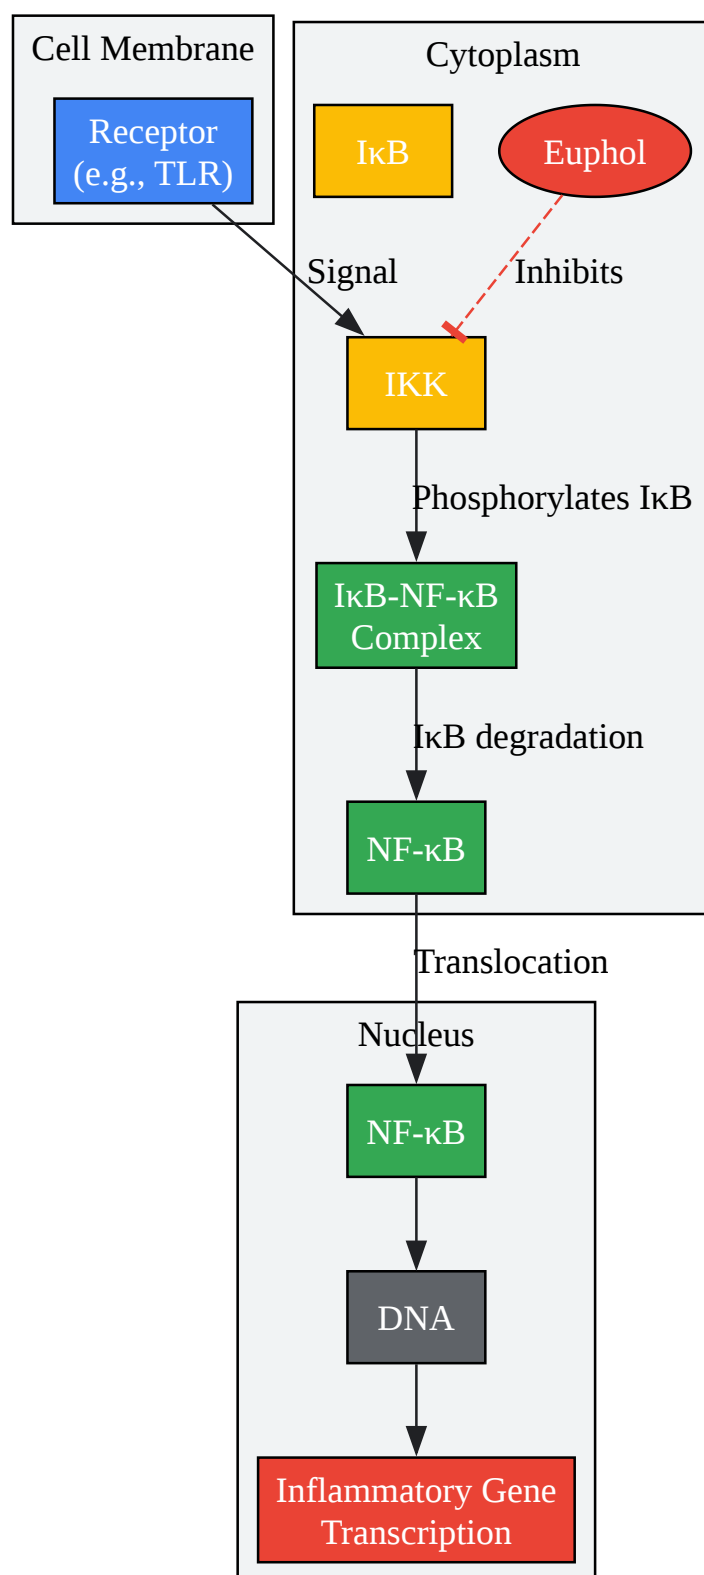 Cell Membrane
Receptor
(e.g., TLR)
Cytoplasm
IκB
Euphol
Signal
Inhibits
IKK
Phosphorylates IκB
IκB-NF-κB
Complex
IκB degradation
NF-κB
Translocation
Nucleus
NF-κB
DNA
Inflammatory Gene
Transcription